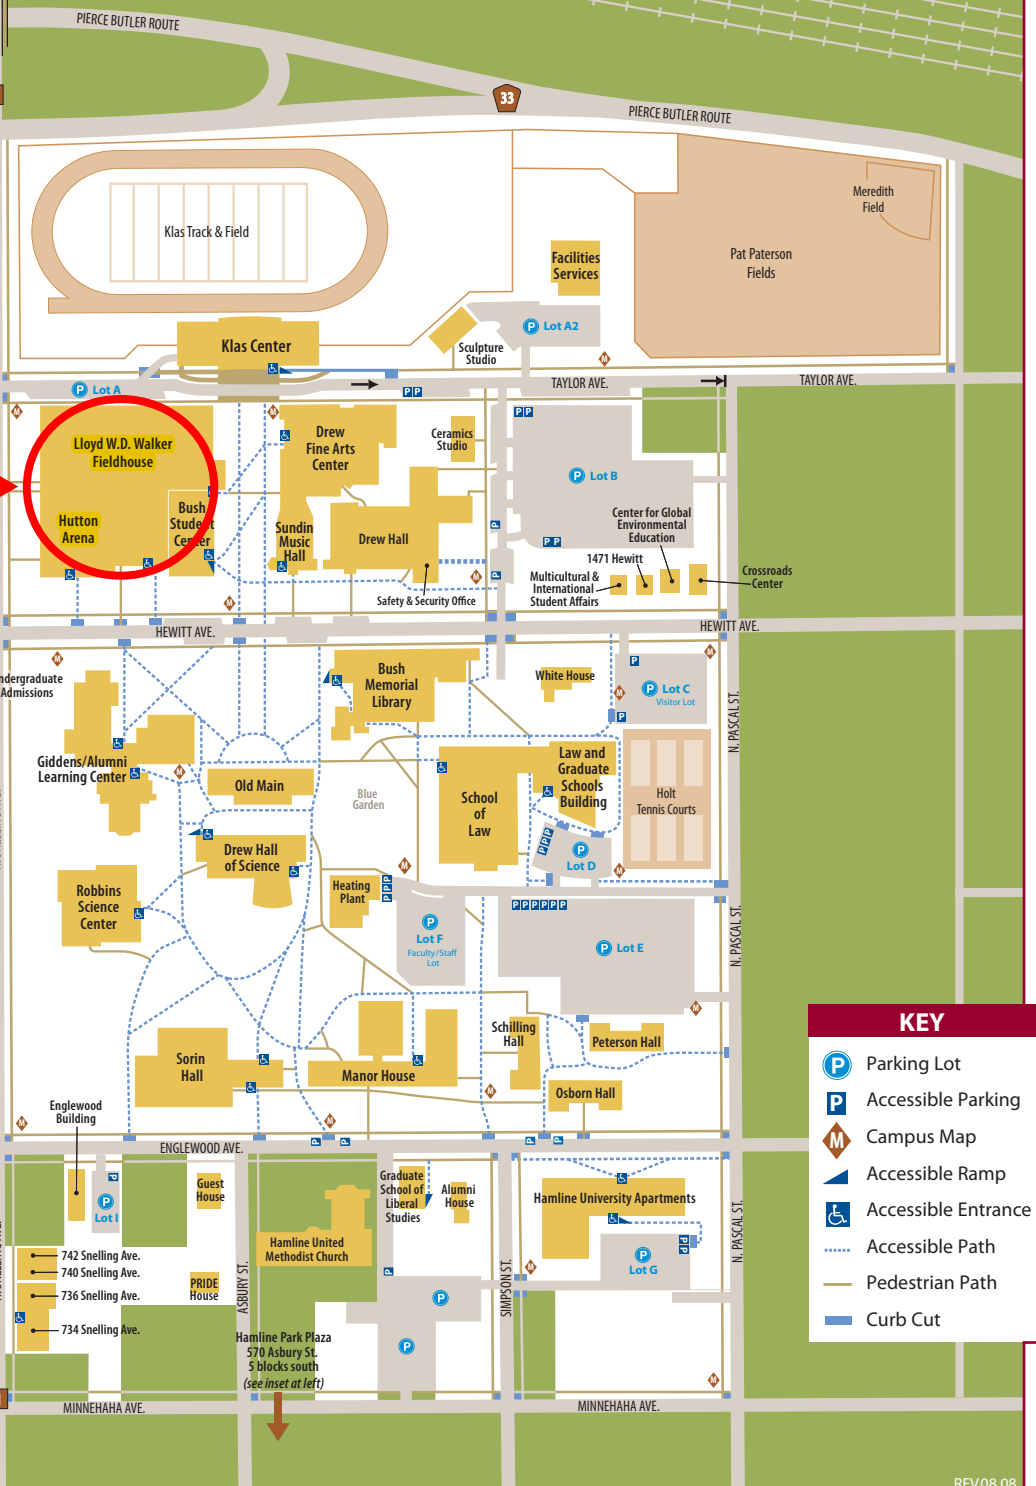 PIERCE BUTLER ROUTE
33
PIERCE BUTLER ROUTE
Meredith
Field
Klas Track & Field
Pat Paterson
Fields
Facilities
Services
P Lot A2
Klas Center
Sculpture
Studio
M
P Lot A
P P
TAYLOR AVE.
TAYLOR AVE.
M
M
P P
Lloyd W.D. Walker
Fieldhouse
Drew
Fine Arts
Center
Ceramics
Studio
P Lot B
Hutton
Arena
Bush
Student
Center
Sundin
Music
Hall
Drew Hall
P
P P
Center for Global
Environmental
Education
1471 Hewitt
Multicultural &
International
Student Affairs
Crossroads
Center
P
M
Safety & Security Office
M
HEWITT AVE.
HEWITT AVE.
M
M
ndergraduate
Admissions
Bush
Memorial
Library
White House
P
P Lot C
Visitor Lot
M
P
N. PASCAL ST.
Giddens/Alumni
Learning Center
M
Old Main
Blue
Garden
School
of
Law
Law and
Graduate
Schools
Building
Holt
Tennis Courts
Drew Hall
of Science
P P P
P
Lot D
M
M
Robbins
Science
Center
Heating
Plant
P
P
P
P
Lot F
Faculty/Staff
Lot
P P P P P P
P Lot E
N. PASCAL ST.
M
Schilling
Hall
Peterson Hall
Sorin
Hall
Manor House
M
Osborn Hall
Englewood
Building
M
M
ENGLEWOOD AVE.
P
P
P
P
P
P
Lot I
Guest
House
Graduate
School of
Liberal
Studies
Alumni
House
Hamline University Apartments
Hamline United
Methodist Church
742 Snelling Ave.
740 Snelling Ave.
736 Snelling Ave.
734 Snelling Ave.
PRIDE
House
ASBURY ST.
P
P
P
SIMPSON ST.
M
P
Lot G
P
P
N. PASCAL ST.
Hamline Park Plaza
570 Asbury St.
5 blocks south
(see inset at left)
M
MINNEHAHA AVE.
MINNEHAHA AVE.
KEY
P Parking Lot
P Accessible Parking
M Campus Map
Accessible Ramp
Accessible Entrance
Accessible Path
Pedestrian Path
Curb Cut
REV.08.08